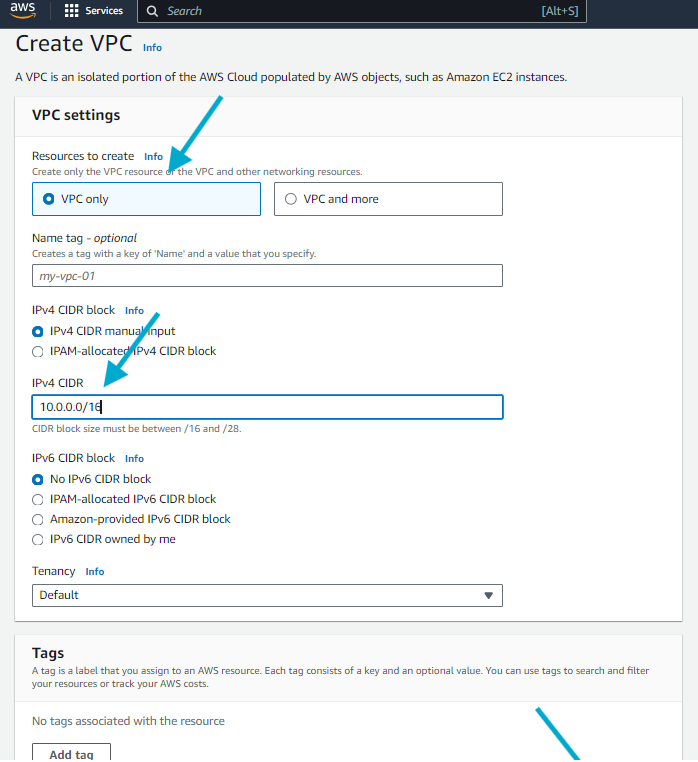 aws
Services
Search
[Alt+S]
Create VPC Info
A VPC is an isolated portion of the AWS Cloud populated by AWS objects, such as Amazon EC2 instances.
VPC settings
Resources to create Info
Create only the VPC resource or the VPC and other networking resources.
VPC only
VPC and more
Name tag - optional
Creates a tag with a key of 'Name' and a value that you specify.
my-vpc-01
IPv4 CIDR block Info
IPv4 CIDR manual input
IPAM-allocated IPv4 CIDR block
IPv4 CIDR
10.0.0.0/16
CIDR block size must be between /16 and /28.
IPv6 CIDR block Info
No IPv6 CIDR block
IPAM-allocated IPv6 CIDR block
Amazon-provided IPv6 CIDR block
IPv6 CIDR owned by me
Tenancy Info
Default
Tags
A tag is a label that you assign to an AWS resource. Each tag consists of a key and an optional value. You can use tags to search and filter
your resources or track your AWS costs.
No tags associated with the resource
Add tag